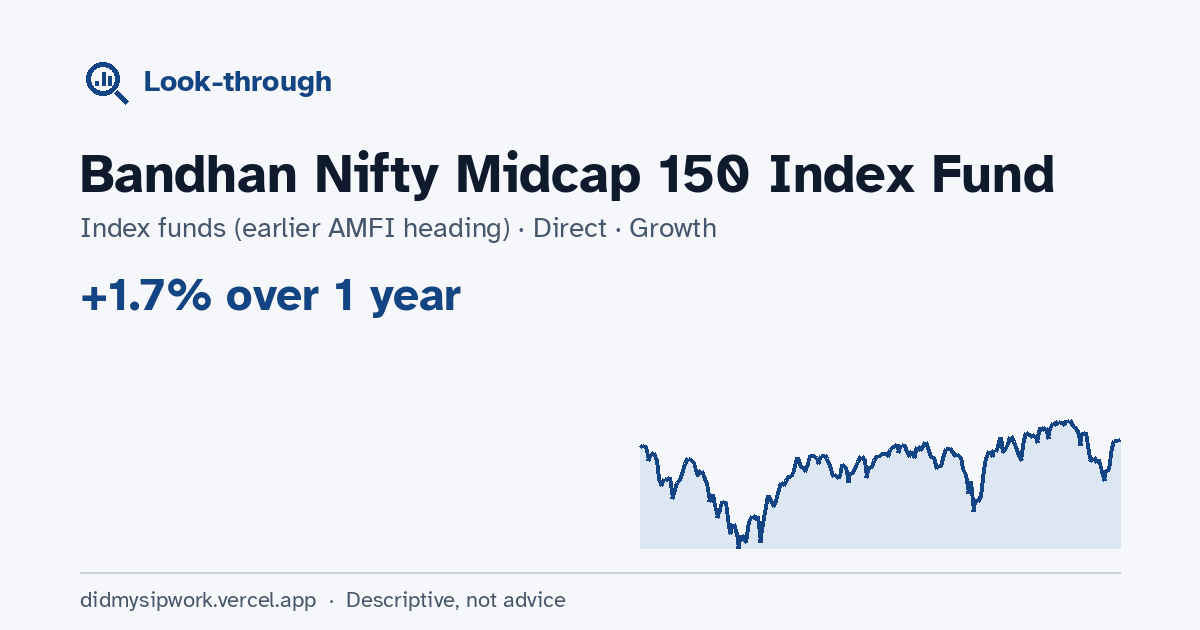 Look-through
Bandhan Nifty Midcap 150 Index Fund
Index funds (earlier AMFI heading) · Direct · Growth
+1.7% over 1 year
didmysipwork.vercel.app · Descriptive, not advice